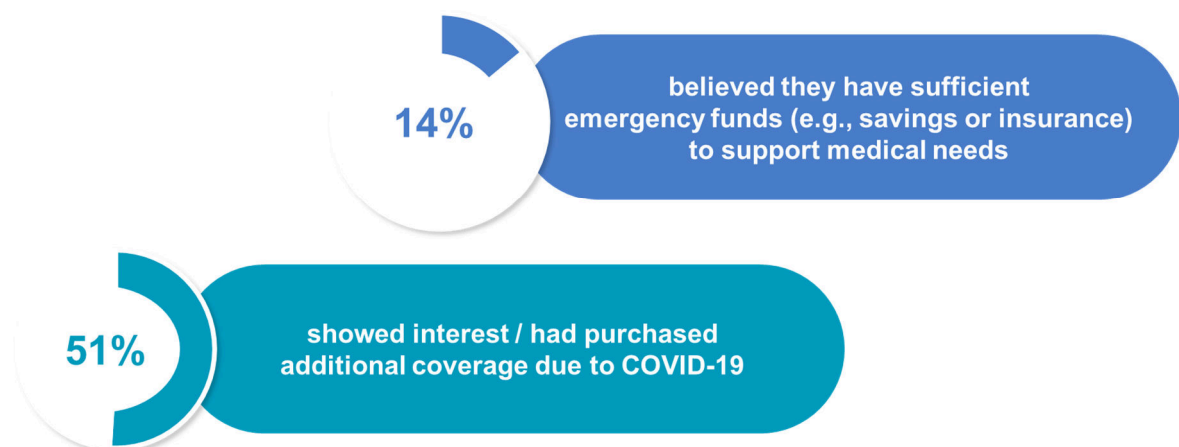 14%
believed they have sufficient
emergency funds (e.g., savings or insurance)
to support medical needs
51%
showed interest / had purchased
additional coverage due to COVID-19